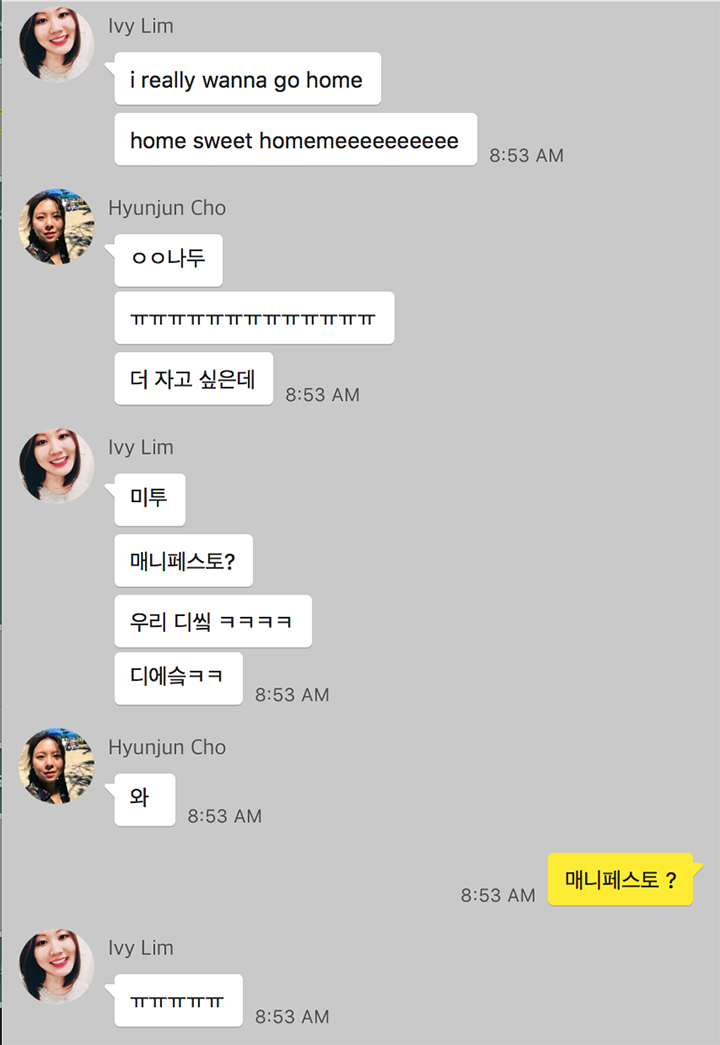 Ivy Lim
i really wanna go home
home sweet homemeeeeeeeeee
8:53 AM
Hyunjun Cho
ㅇㅇ나두
ㅠㅠㅠㅠㅠㅠㅠㅠㅠㅠㅠㅠㅠ
더 자고 싶은데
8:53 AM
Ivy Lim
미투
매니페스토?
우리 디씰 ㅋㅋㅋㅋ
디에슬ㅋㅋ
8:53 AM
Hyunjun Cho
와
8:53 AM
매니페스토 ?
8:53 AM
Ivy Lim
ㅠㅠㅠㅠㅠ
8:53 AM